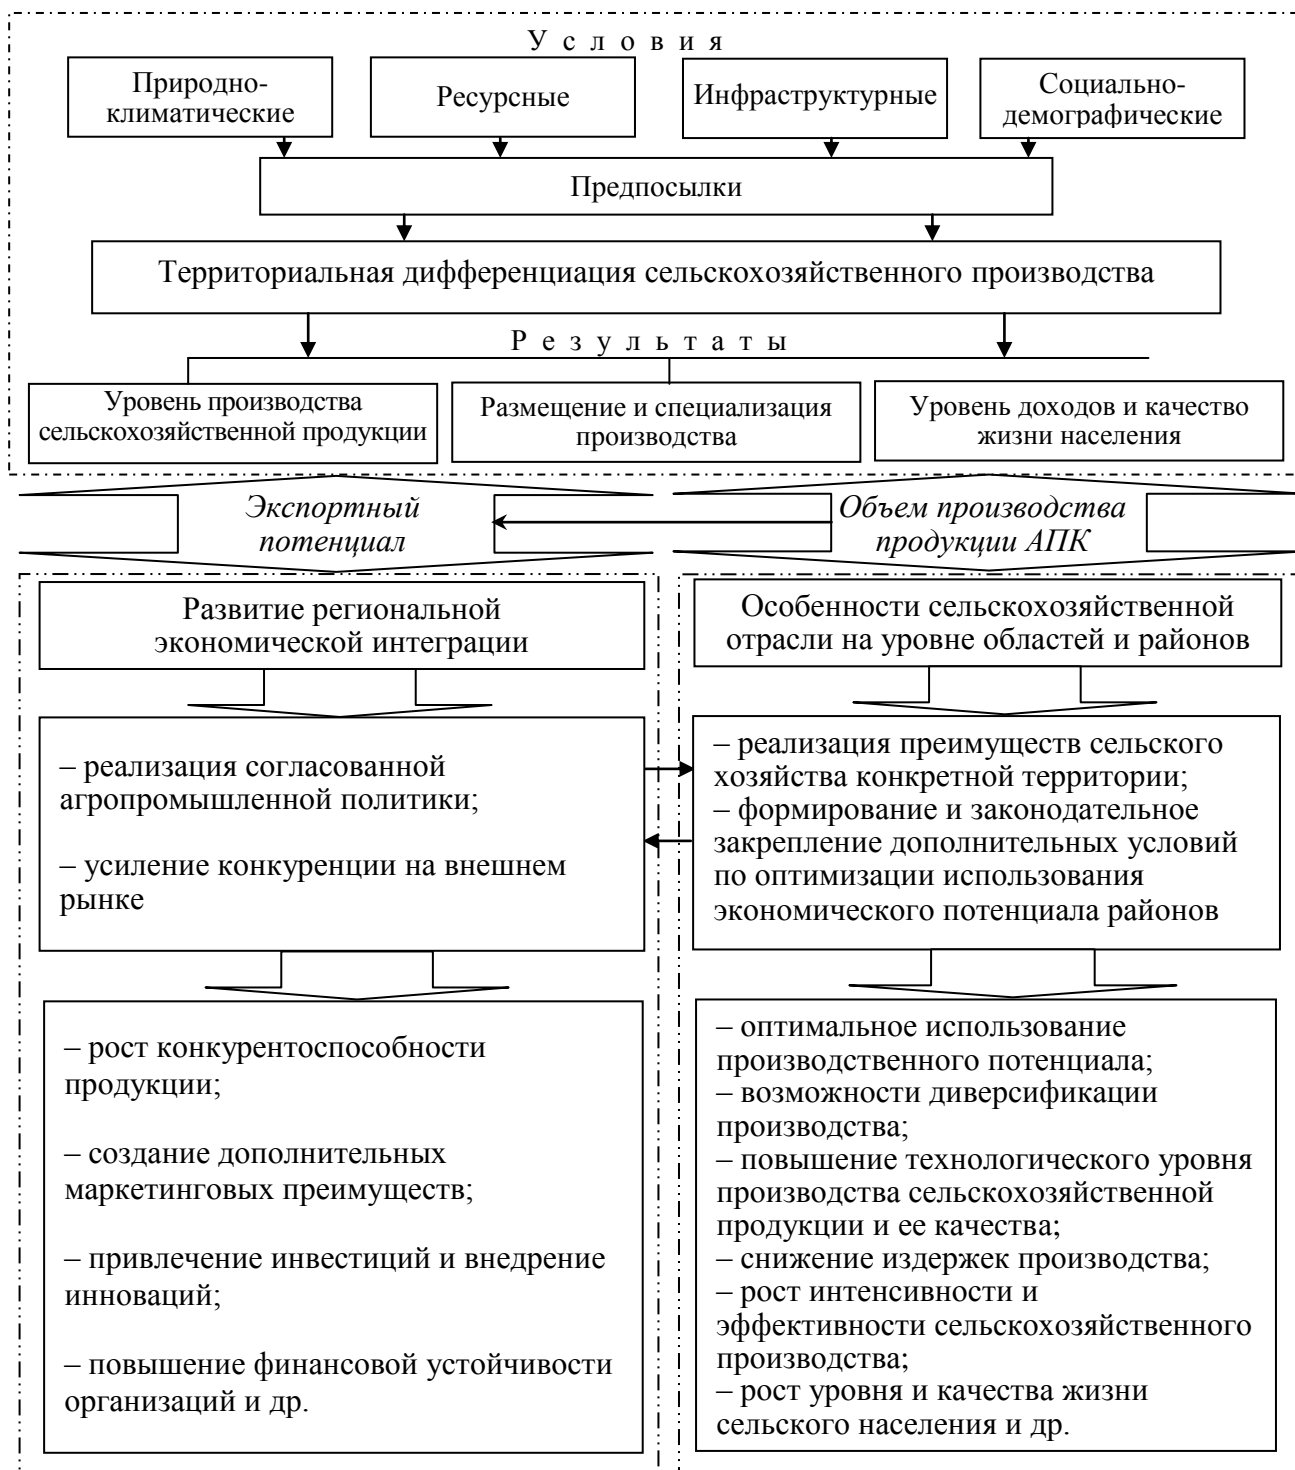 У с л о в и я
Природно-
климатические
Ресурсные
Инфраструктурные
Социально-
демографические
Предпосылки
Территориальная дифференциация сельскохозяйственного производства
Р е з у л ь т а т ы
Уровень производства
сельскохозяйственной продукции
Размещение и специализация
производства
Уровень доходов и качество
жизни населения
Экспортный
потенциал
Объем производства
продукции АПК
Развитие региональной
экономической интеграции
– реализация согласованной
агропромышленной политики;
– усиление конкуренции на внешнем
рынке
– рост конкурентоспособности
продукции;
– создание дополнительных
маркетинговых преимуществ;
– привлечение инвестиций и внедрение
инноваций;
– повышение финансовой устойчивости
организаций и др.
Особенности сельскохозяйственной
отрасли на уровне областей и районов
– реализация преимуществ сельского
хозяйства конкретной территории;
– формирование и законодательное
закрепление дополнительных условий
по оптимизации использования
экономического потенциала районов
– оптимальное использование
производственного потенциала;
– возможности диверсификации
производства;
– повышение технологического уровня
производства сельскохозяйственной
продукции и ее качества;
– снижение издержек производства;
– рост интенсивности и
эффективности сельскохозяйственного
производства;
– рост уровня и качества жизни
сельского населения и др.